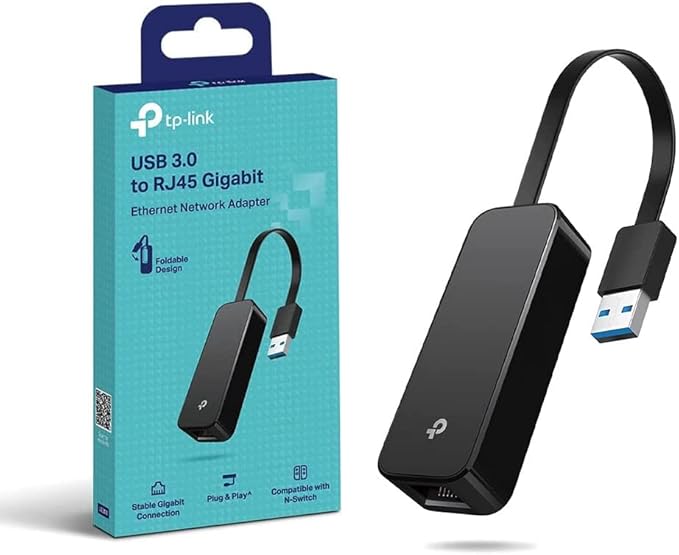 tp-link
USB 3.0
to RJ45 Gigabit
Ethernet Network Adapter
Foldable
Design
Stable Gigabit
Connection
Plug & Play^
Compatible with
N-Switch